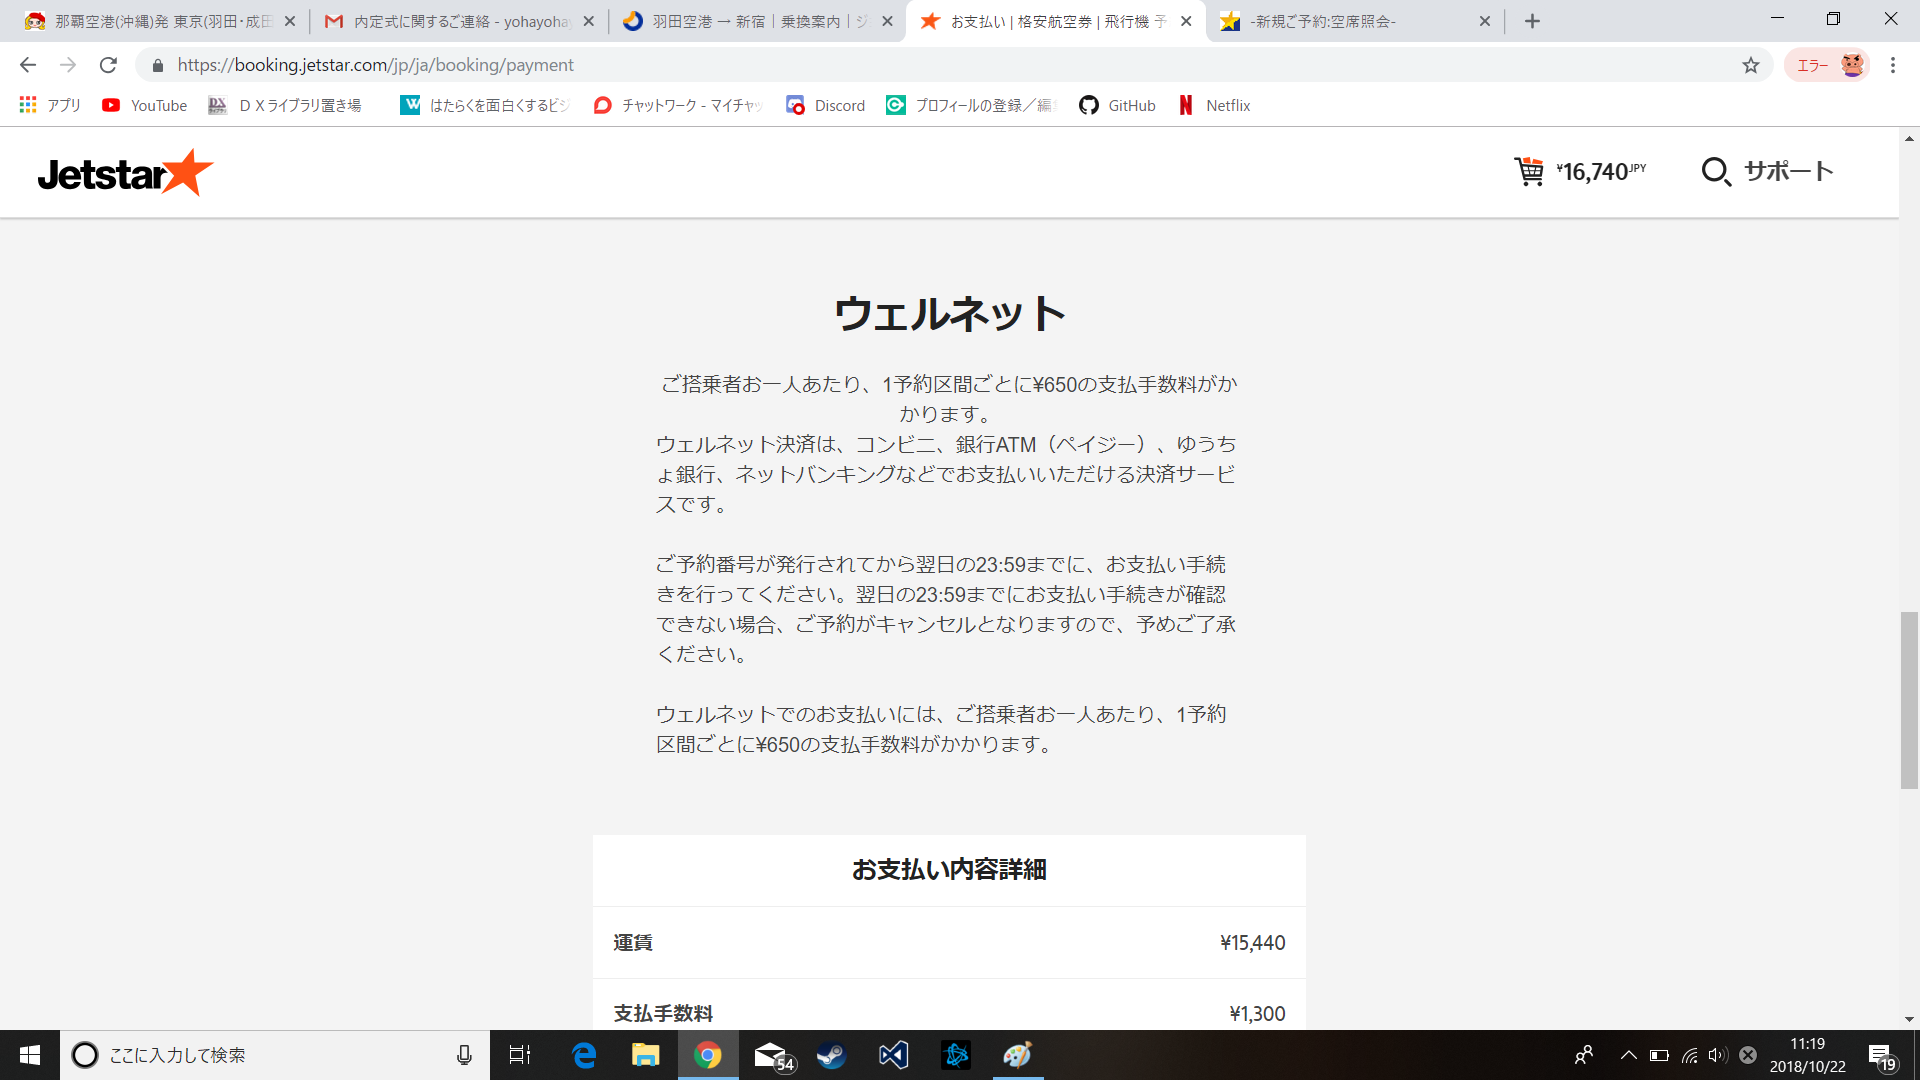 那覇空港(沖縄)発 東京(羽田・成田
内定式に関するご連絡 - yohayohay
羽田空港 → 新宿 | 乗換案内 | ジ
お支払い | 格安航空券 | 飛行機 予
-新規ご予約:空席照会-
https://booking.jetstar.com/jp/ja/booking/payment
エラー
アプリ
YouTube
ＤＸライブラリ置き場
はたらくを面白くするビジ
チャットワーク - マイチャッ
Discord
プロフィールの登録／編集
GitHub
Netflix
Jetstar
¥16,740JPY
サポート
ウェルネット
ご搭乗者お一人あたり、1予約区間ごとに¥650の支払手数料がか
かります。
ウェルネット決済は、コンビニ、銀行ATM（ペイジー）、ゆうち
ょ銀行、ネットバンキングなどでお支払いいただける決済サービ
スです。
ご予約番号が発行されてから翌日の23:59までに、お支払い手続
きを行ってください。翌日の23:59までにお支払い手続きが確認
できない場合、ご予約がキャンセルとなりますので、予めご了承
ください。
ウェルネットでのお支払いには、ご搭乗者お一人あたり、1予約
区間ごとに¥650の支払手数料がかかります。
お支払い内容詳細
運賃
¥15,440
支払手数料
¥1,300
ここに入力して検索
54
11:19
2018/10/22
19